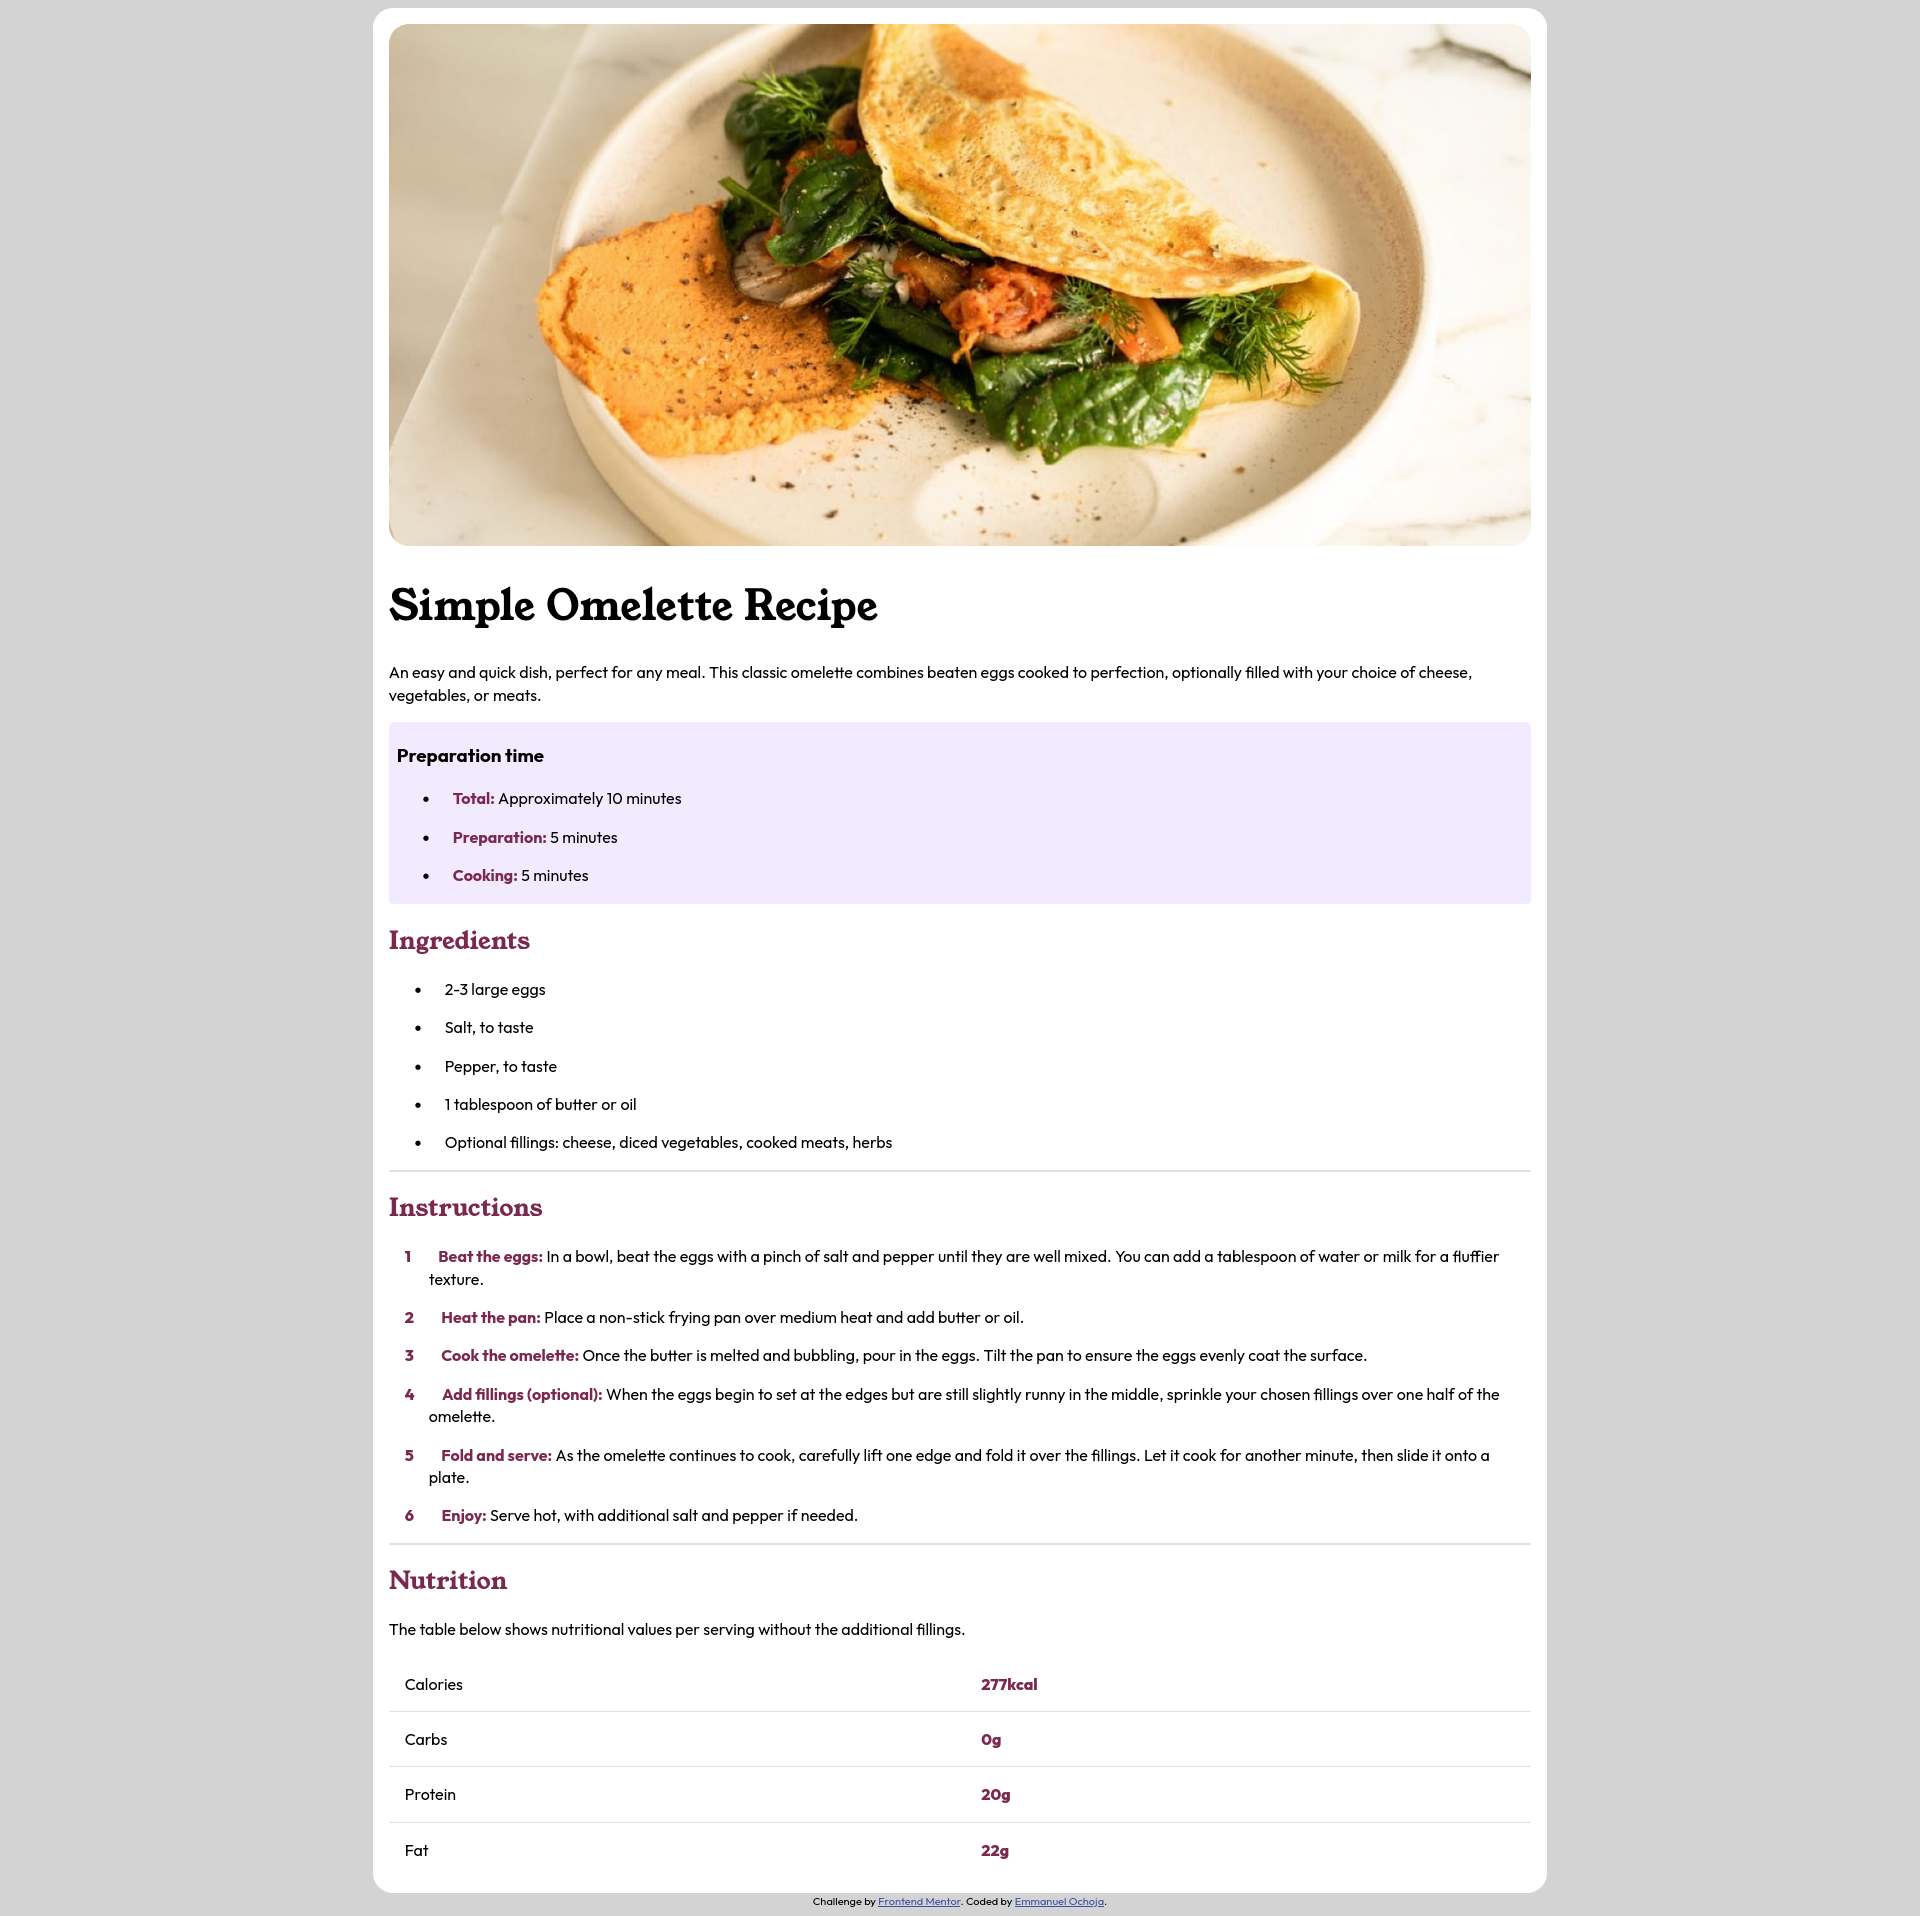 Simple Omelette Recipe
An easy and quick dish, perfect for any meal. This classic omelette combines beaten eggs cooked to perfection, optionally filled with your choice of cheese,
vegetables, or meats.
Preparation time
• Total: Approximately 10 minutes
• Preparation: 5 minutes
• Cooking: 5 minutes
Ingredients
• 2-3 large eggs
• Salt, to taste
• Pepper, to taste
• 1 tablespoon of butter or oil
• Optional fillings: cheese, diced vegetables, cooked meats, herbs
Instructions
1 Beat the eggs: In a bowl, beat the eggs with a pinch of salt and pepper until they are well mixed. You can add a tablespoon of water or milk for a fluffier
texture.
2 Heat the pan: Place a non-stick frying pan over medium heat and add butter or oil.
3 Cook the omelette: Once the butter is melted and bubbling, pour in the eggs. Tilt the pan to ensure the eggs evenly coat the surface.
4 Add fillings (optional): When the eggs begin to set at the edges but are still slightly runny in the middle, sprinkle your chosen fillings over one half of the
omelette.
5 Fold and serve: As the omelette continues to cook, carefully lift one edge and fold it over the fillings. Let it cook for another minute, then slide it onto a
plate.
6 Enjoy: Serve hot, with additional salt and pepper if needed.
Nutrition
The table below shows nutritional values per serving without the additional fillings.
Calories 277kcal
Carbs 0g
Protein 20g
Fat 22g
Challenge by Frontend Mentor. Coded by Emmanuel Ochoja.